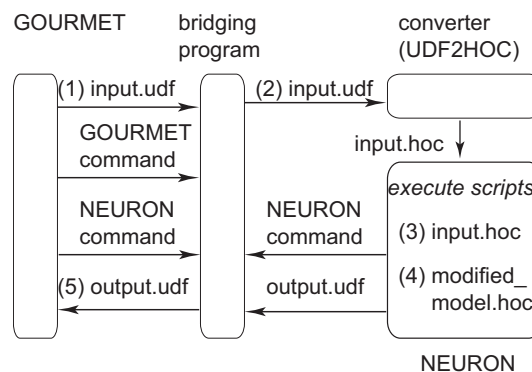 GOURMET
bridging
program
converter
(UDF2HOC)
(1) input.udf
(2) input.udf
GOURMET
command
input.hoc
execute scripts
NEURON
command
NEURON
command
(3) input.hoc
(4) modified_
model.hoc
(5) output.udf
output.udf
NEURON